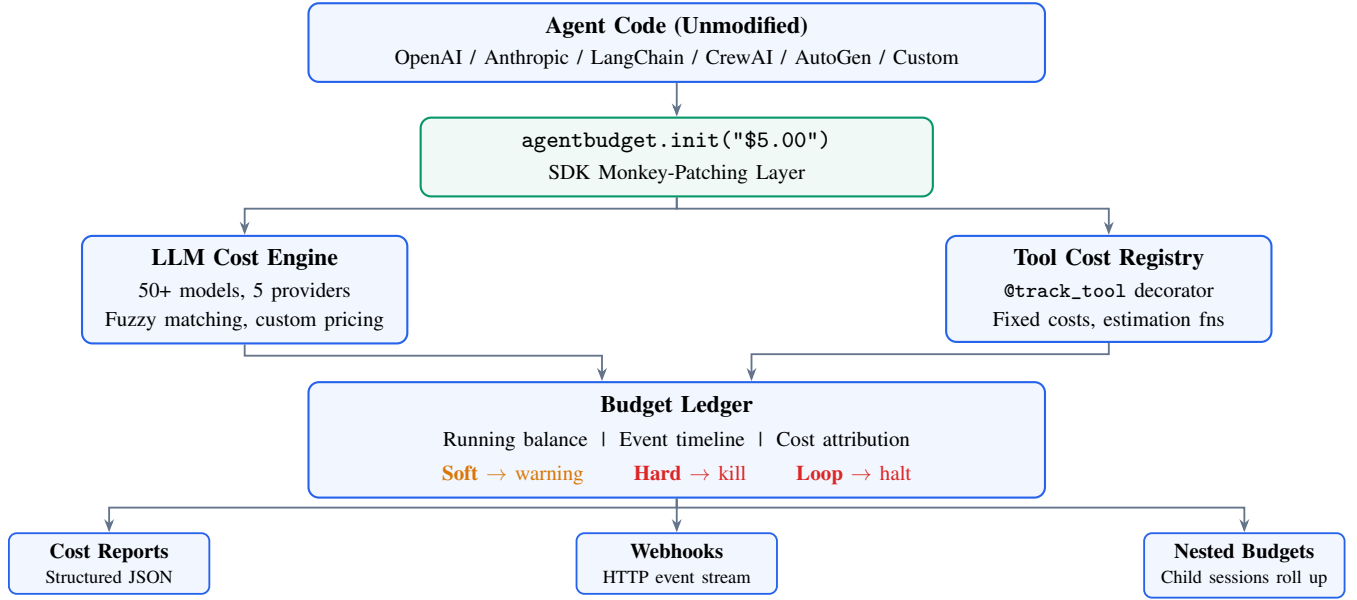 Agent Code (Unmodified)
OpenAI / Anthropic / LangChain / CrewAI / AutoGen / Custom
agentbudget.init("$5.00")
SDK Monkey-Patching Layer
LLM Cost Engine
50+ models, 5 providers
Fuzzy matching, custom pricing
Tool Cost Registry
@track_tool decorator
Fixed costs, estimation fns
Budget Ledger
Running balance | Event timeline | Cost attribution
Soft → warning Hard → kill Loop → halt
Cost Reports
Structured JSON
Webhooks
HTTP event stream
Nested Budgets
Child sessions roll up